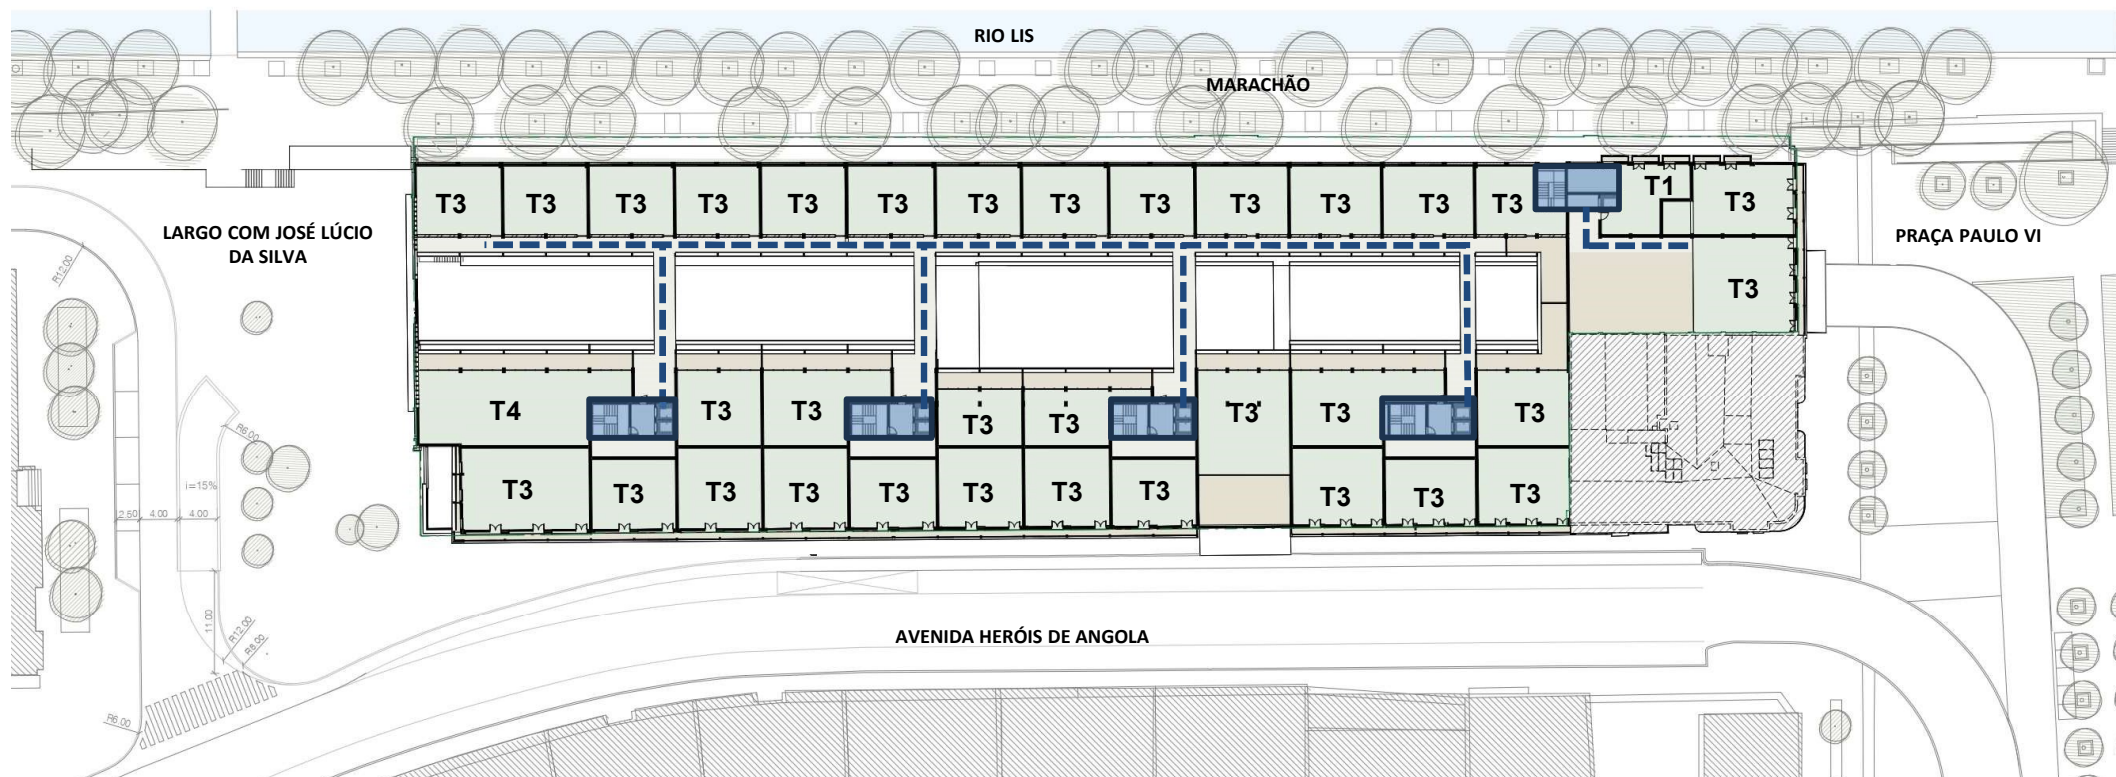 RIO LIS
MARACHÃO
T3 T3 T3 T3 T3 T3 T3 T3 T3 T3 T3 T3 T3 T1 T3
LARGO COM JOSÉ LÚCIO
DA SILVA
PRAÇA PAULO VI
R12.00
T3
T4 T3 T3 T3 T3 T3 T3 T3
R6.00
i=15%
T3 T3 T3 T3 T3 T3 T3 T3 T3 T3 T3
2.50 4.00 4.00
11.00
R12.00
R6.00
AVENIDA HERÓIS DE ANGOLA
R6.00